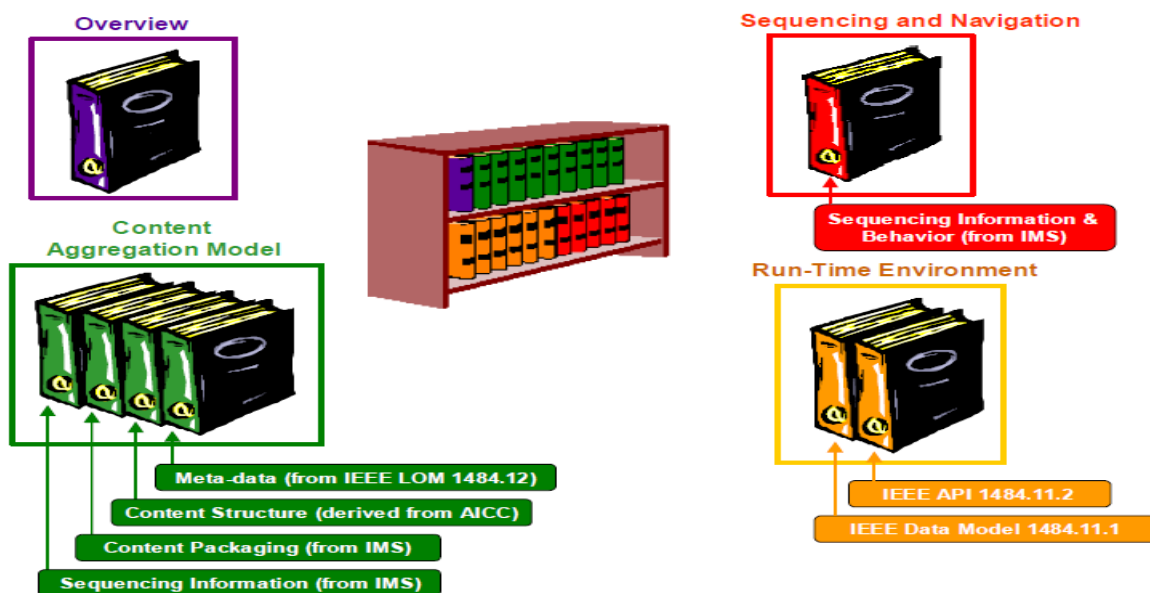 Overview
Content
Aggregation Model
Meta-data (from IEEE LOM 1484.12)
Content Structure (derived from AICC)
Content Packaging (from IMS)
Sequencing Information (from IMS)
Sequencing and Navigation
Sequencing Information &
Behavior (from IMS)
Run-Time Environment
IEEE API 1484.11.2
IEEE Data Model 1484.11.1